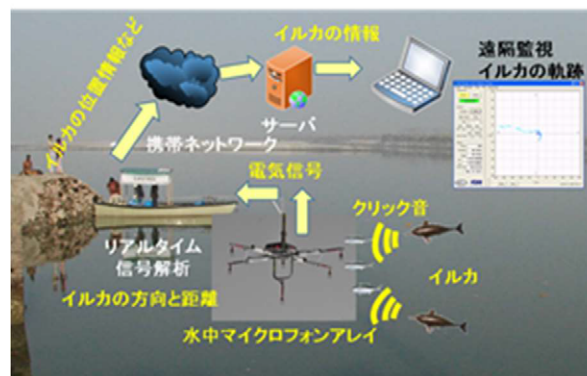 イルカの情報
遠隔監視
イルカの軌跡
イルカの位置情報など
サーバ
携帯ネットワーク
電気信号
クリック音
リアルタイム
信号解析
イルカ
イルカの方向と距離
水中マイクロフォンアレイ